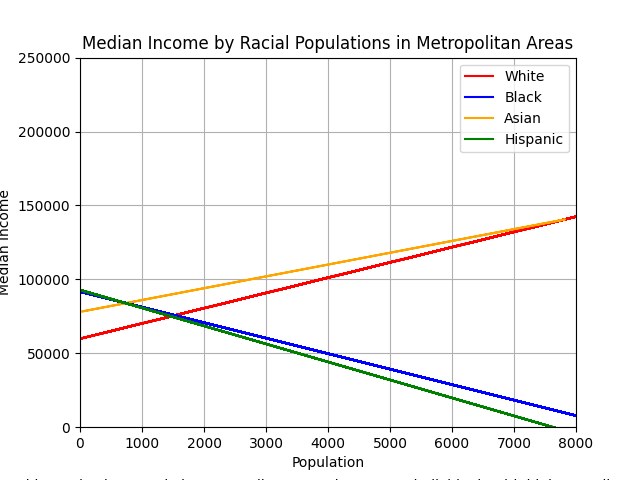 Median Income by Racial Populations in Metropolitan Areas
250000
200000
150000
100000
50000
0
Median Income
White
Black
Asian
Hispanic
0 1000 2000 3000 4000 5000 6000 7000 8000
Population